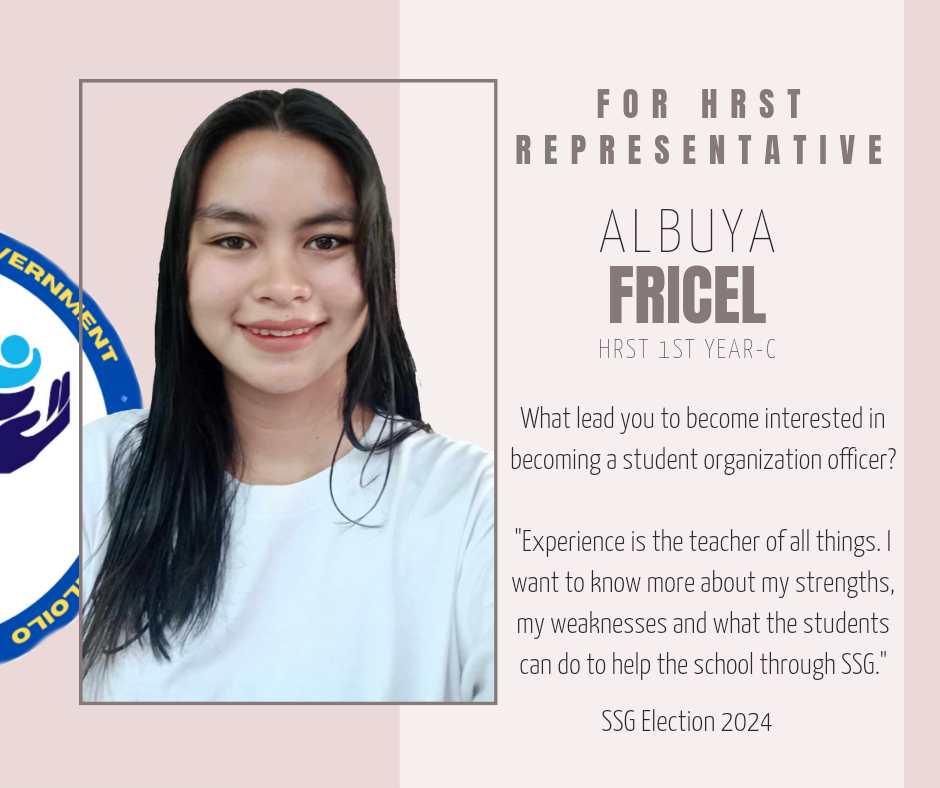 VERNMENT
ILOILO
FOR HRST
REPRESENTATIVE
ALBUYA
FRICEL
HRST 1ST YEAR-C
What lead you to become interested in
becoming a student organization officer?
"Experience is the teacher of all things. I
want to know more about my strengths,
my weaknesses and what the students
can do to help the school through SSG."
SSG Election 2024